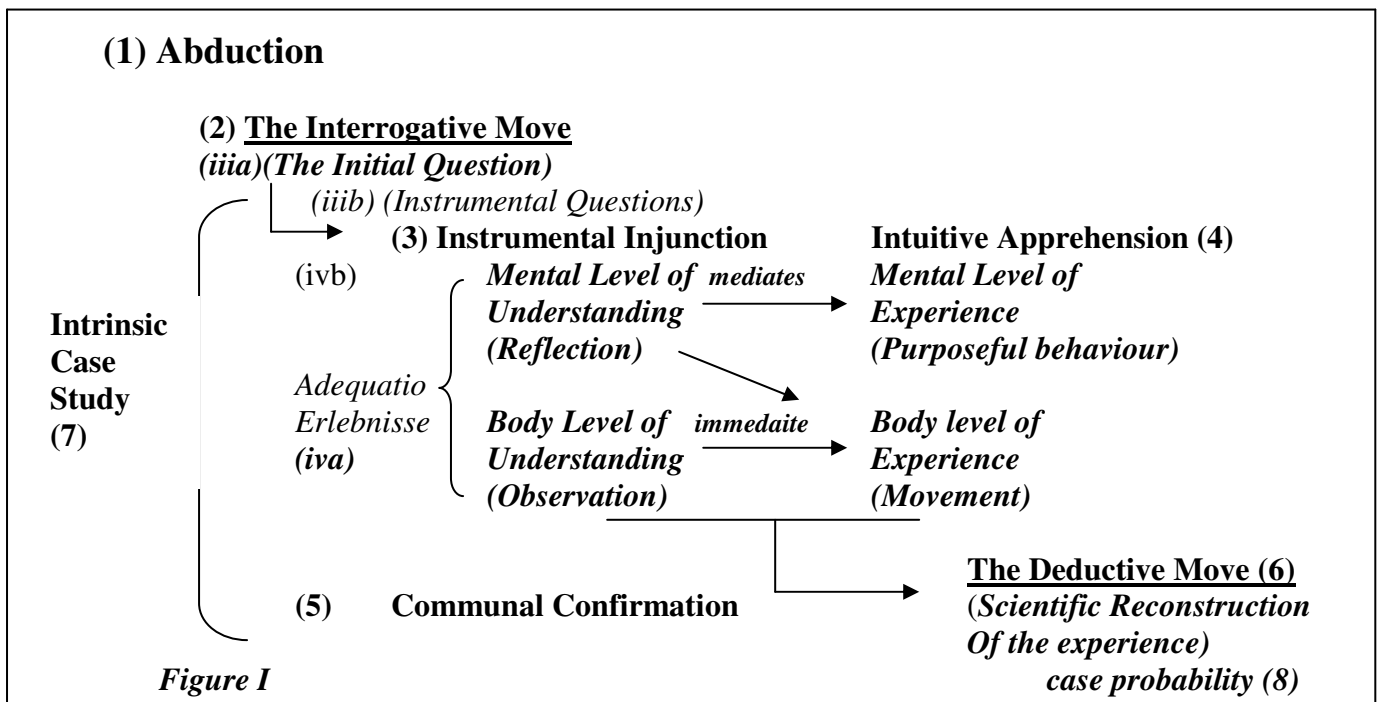 (1) Abduction
(2) The Interrogative Move
(iiia)(The Initial Question)
(iiib) (Instrumental Questions)
(3) Instrumental Injunction Intuitive Apprehension (4)
(ivb) Mental Level of mediates Mental Level of
Understanding Experience
Intrinsic
Case
Study
(7)
(Reflection) (Purposeful behaviour)
Adequatio
Erlebnisse
(iva)
Body Level of immedaite Body level of
Understanding Experience
(Observation) (Movement)
The Deductive Move (6)
(5) Communal Confirmation (Scientific Reconstruction
Of the experience)
Figure I case probability (8)